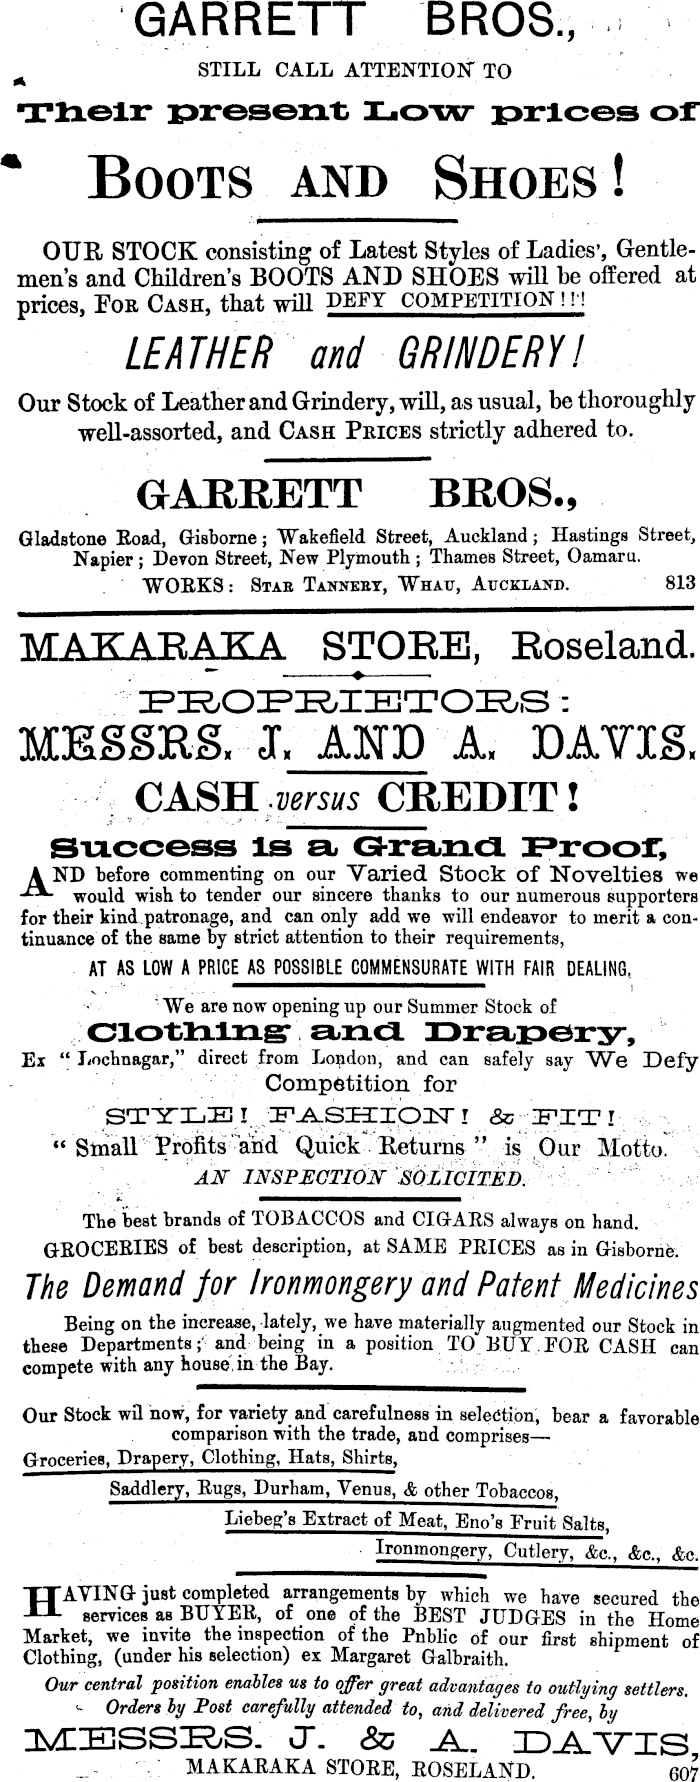 GARRETT BROS.,
STILL CALL ATTENTION TO
Their present Low prices of
BOOTS AND SHOES!
OUR STOCK consisting of Latest Styles of Ladies', Gentle-
men's and Children's BOOTS AND SHOES will be offered at
prices, FOR CASH, that will DEFY COMPETITION!!!
LEATHER and GRINDERY!
Our Stock of Leather and Grindery, will, as usual, be thoroughly
well-assorted, and CASH PRICES strictly adhered to.
GARRETT BROS.,
Gladstone Road, Gisborne; Wakefield Street, Auckland; Hastings Street,
Napier; Devon Street, New Plymouth; Thames Street, Oamaru.
WORKS: STAR TANNERY, WHAU, AUCKLAND. 813
MAKARAKA STORE, Roseland.
PROPRIETORS:
MESSRS. J. AND A. DAVIS.
CASH versus CREDIT!
Success is a Grand Proof,
AND before commenting on our Varied Stock of Novelties we
would wish to tender our sincere thanks to our numerous supporters
for their kind patronage, and can only add we will endeavor to merit a con-
tinuance of the same by strict attention to their requirements,
AT AS LOW A PRICE AS POSSIBLE COMMENSURATE WITH FAIR DEALING,
We are now opening up our Summer Stock of
Clothing and Drapery,
Ex "Lochnagar," direct from London, and can safely say We Defy
Competition for
STYLE! FASHION! & FIT!
"Small Profits and Quick Returns" is Our Motto.
AN INSPECTION SOLICITED.
The best brands of TOBACCOS and CIGARS always on hand.
GROCERIES of best description, at SAME PRICES as in Gisborne.
The Demand for Ironmongery and Patent Medicines
Being on the increase, lately, we have materially augmented our Stock in
these Departments; and being in a position TO BUY FOR CASH can
compete with any house in the Bay.
Our Stock wil now, for variety and carefulness in selection, bear a favorable
comparison with the trade, and comprises—
Groceries, Drapery, Clothing, Hats, Shirts,
Saddlery, Rugs, Durham, Venus, & other Tobaccos,
Liebeg's Extract of Meat, Eno's Fruit Salts,
Ironmongery, Cutlery, &c., &c., &c.
HAVING just completed arrangements by which we have secured the
services as BUYER, of one of the BEST JUDGES in the Home
Market, we invite the inspection of the Pnblic of our first shipment of
Clothing, (under his selection) ex Margaret Galbraith.
Our central position enables us to offer great advantages to outlying settlers.
Orders by Post carefully attended to, and delivered free, by
MESSRS. J. & A. DAVIS,
MAKARAKA STORE, ROSELAND. 607